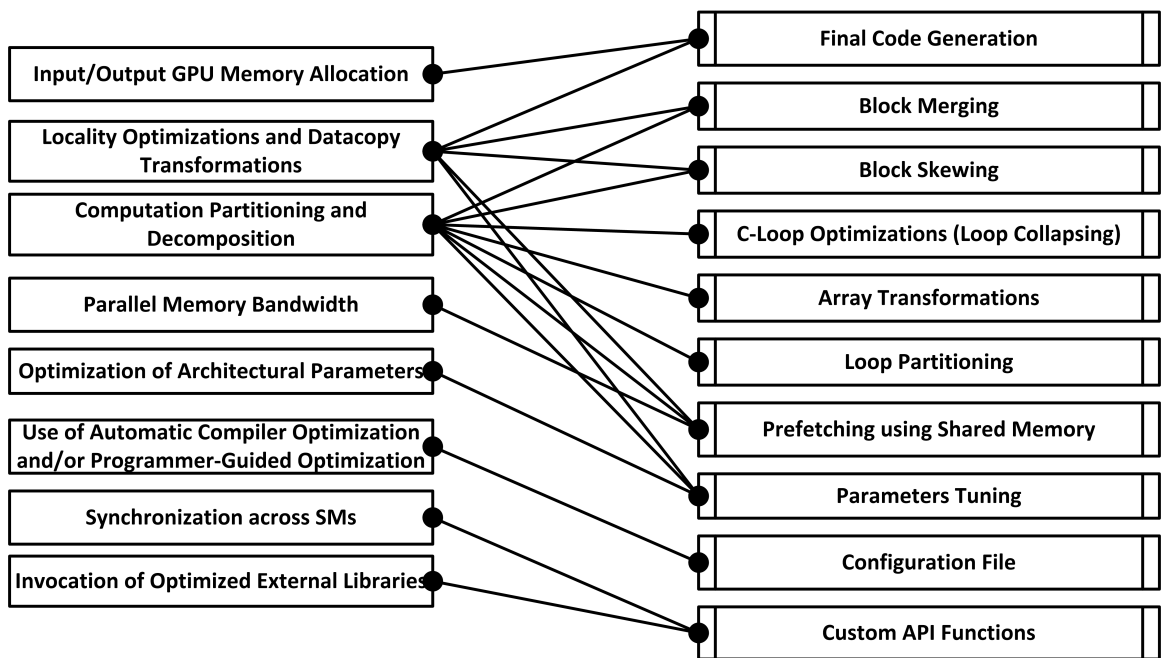 Input/Output GPU Memory Allocation
Locality Optimizations and Datacopy
Transformations
Computation Partitioning and
Decomposition
Parallel Memory Bandwidth
Optimization of Architectural Parameters
Use of Automatic Compiler Optimization
and/or Programmer-Guided Optimization
Synchronization across SMs
Invocation of Optimized External Libraries
Final Code Generation
Block Merging
Block Skewing
C-Loop Optimizations (Loop Collapsing)
Array Transformations
Loop Partitioning
Prefetching using Shared Memory
Parameters Tuning
Configuration File
Custom API Functions